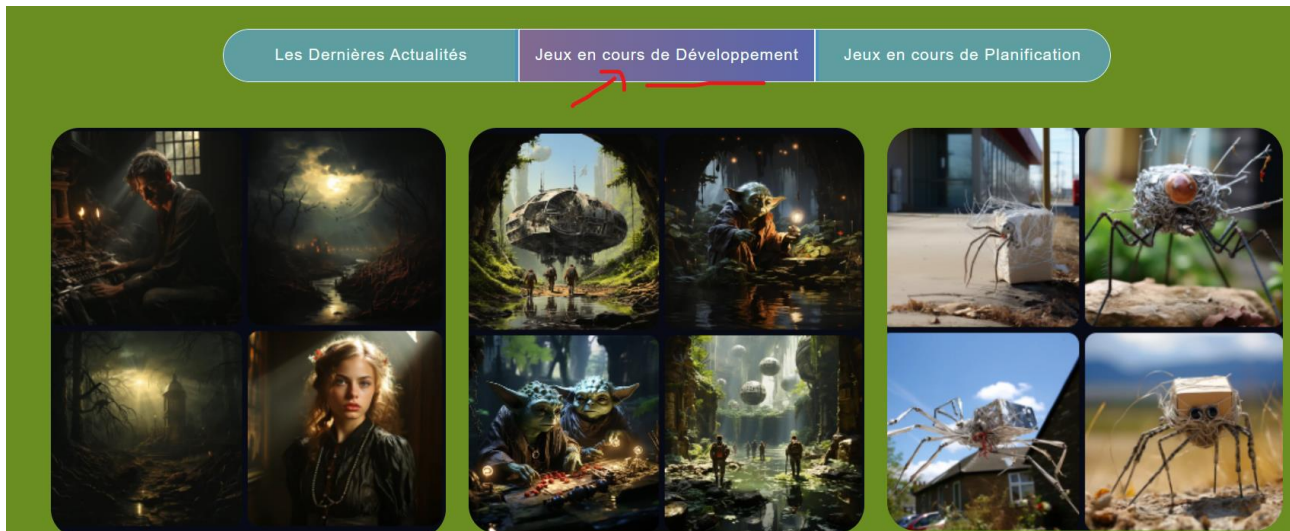 Les Dernières Actualités
Jeux en cours de Développement
Jeux en cours de Planification